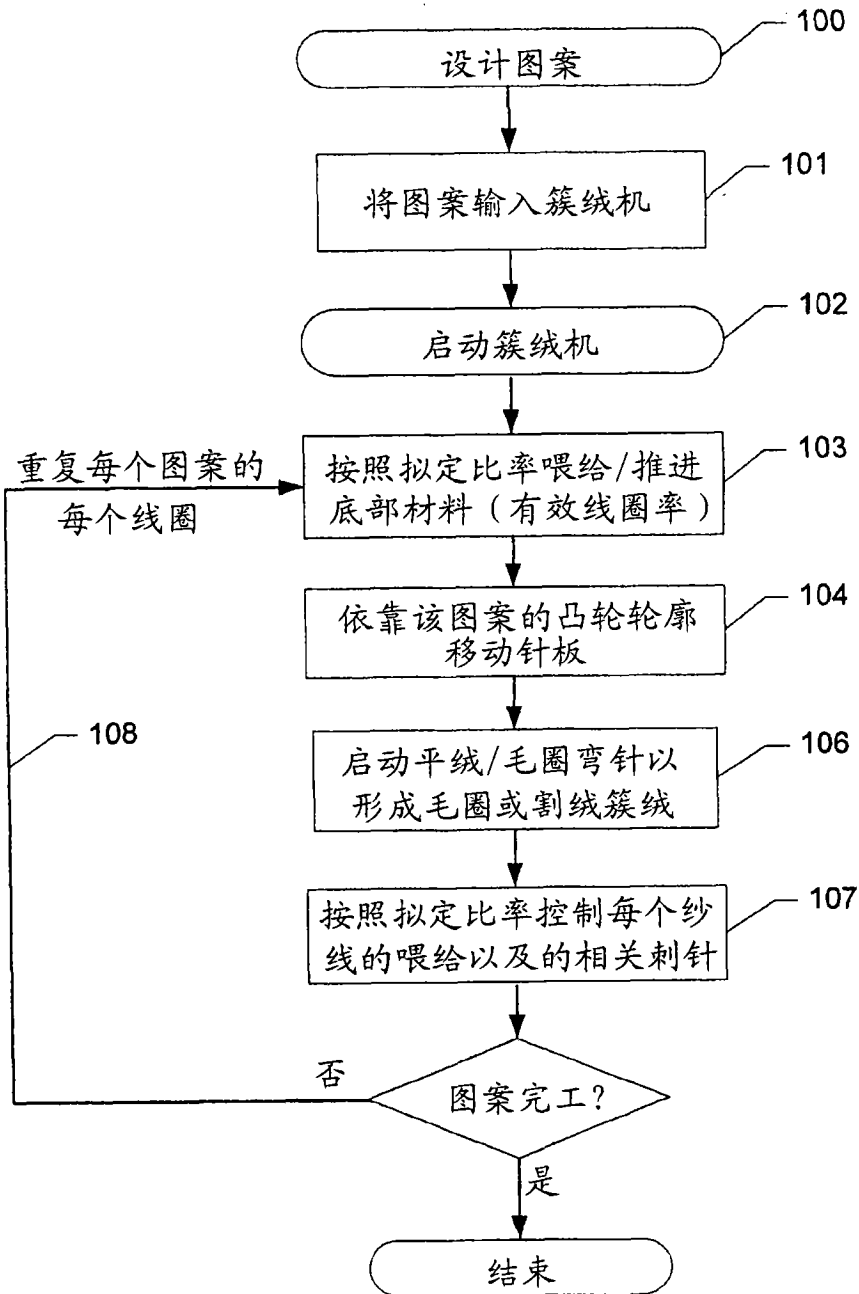 100
设计图案
101
将图案输入簇绒机
102
启动簇绒机
103
重复每个图案的
每个线圈
按照拟定比率喂给/推进
底部材料（有效线圈率）
104
依靠该图案的凸轮轮廓
移动针板
108
106
启动平绒/毛圈弯针以
形成毛圈或割绒簇绒
107
按照拟定比率控制每个纱
线的喂给以及的相关刺针
否
图案完工?
是
结束